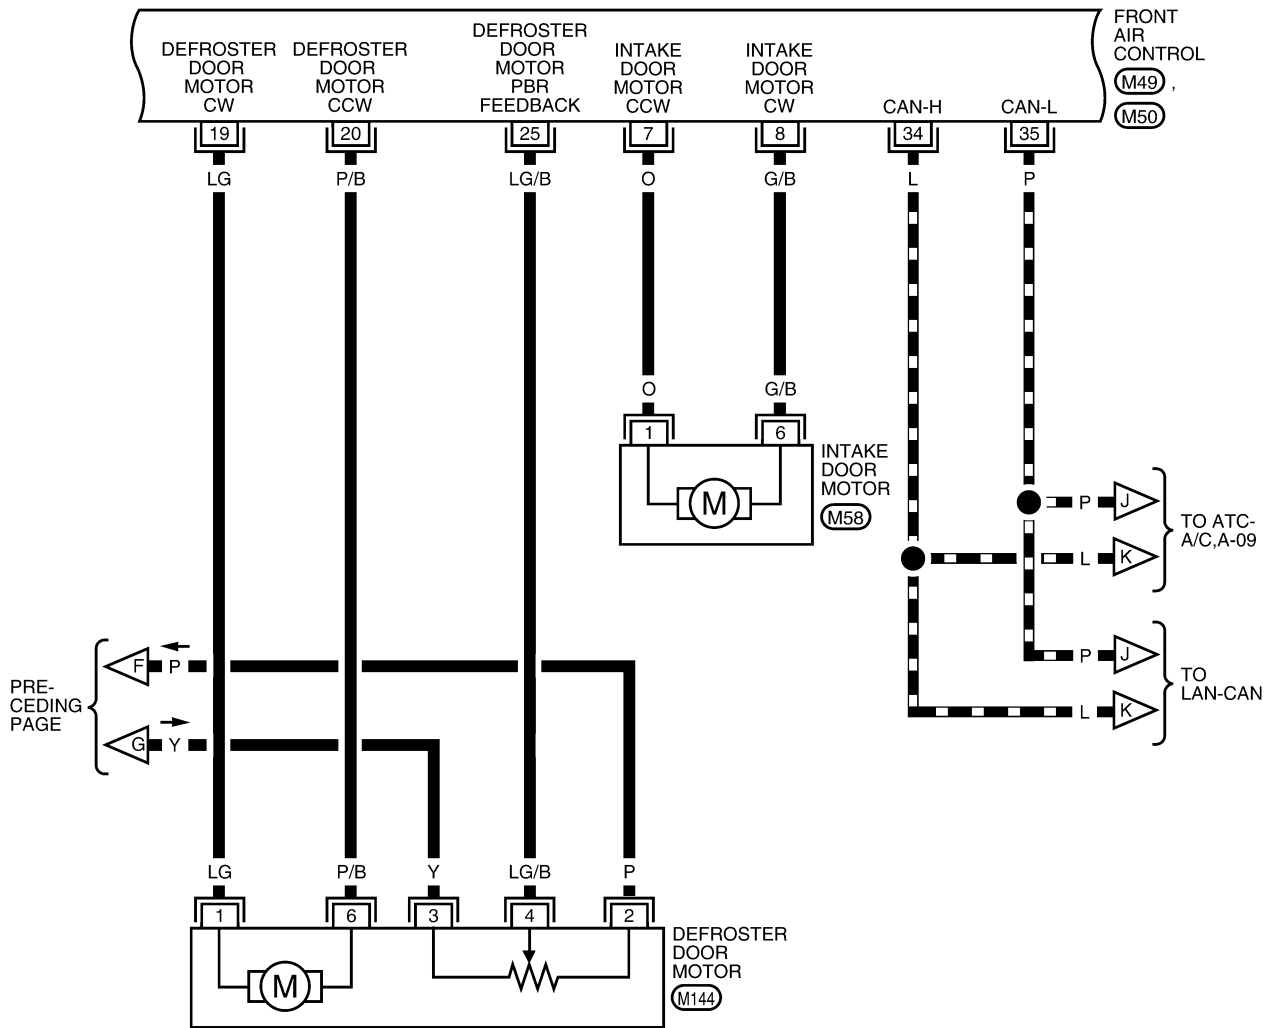 DEFROSTER
DOOR
MOTOR
CW
DEFROSTER
DOOR
MOTOR
CCW
DEFROSTER
DOOR
MOTOR
PBR
FEEDBACK
INTAKE
DOOR
MOTOR
CCW
INTAKE
DOOR
MOTOR
CW
CAN-H
CAN-L
FRONT
AIR
CONTROL
M49 ,
M50
19 20 25 7 8 34 35
LG P/B LG/B O G/B L P
O G/B
1 6
M
INTAKE
DOOR
MOTOR
M58
P J
L K
TO ATC-
A/C,A-09
P J
L K
TO
LAN-CAN
PRE-
CEDING
PAGE
F P
G Y
LG P/B Y LG/B P
1 6 3 4 2
M
DEFROSTER
DOOR
MOTOR
M144